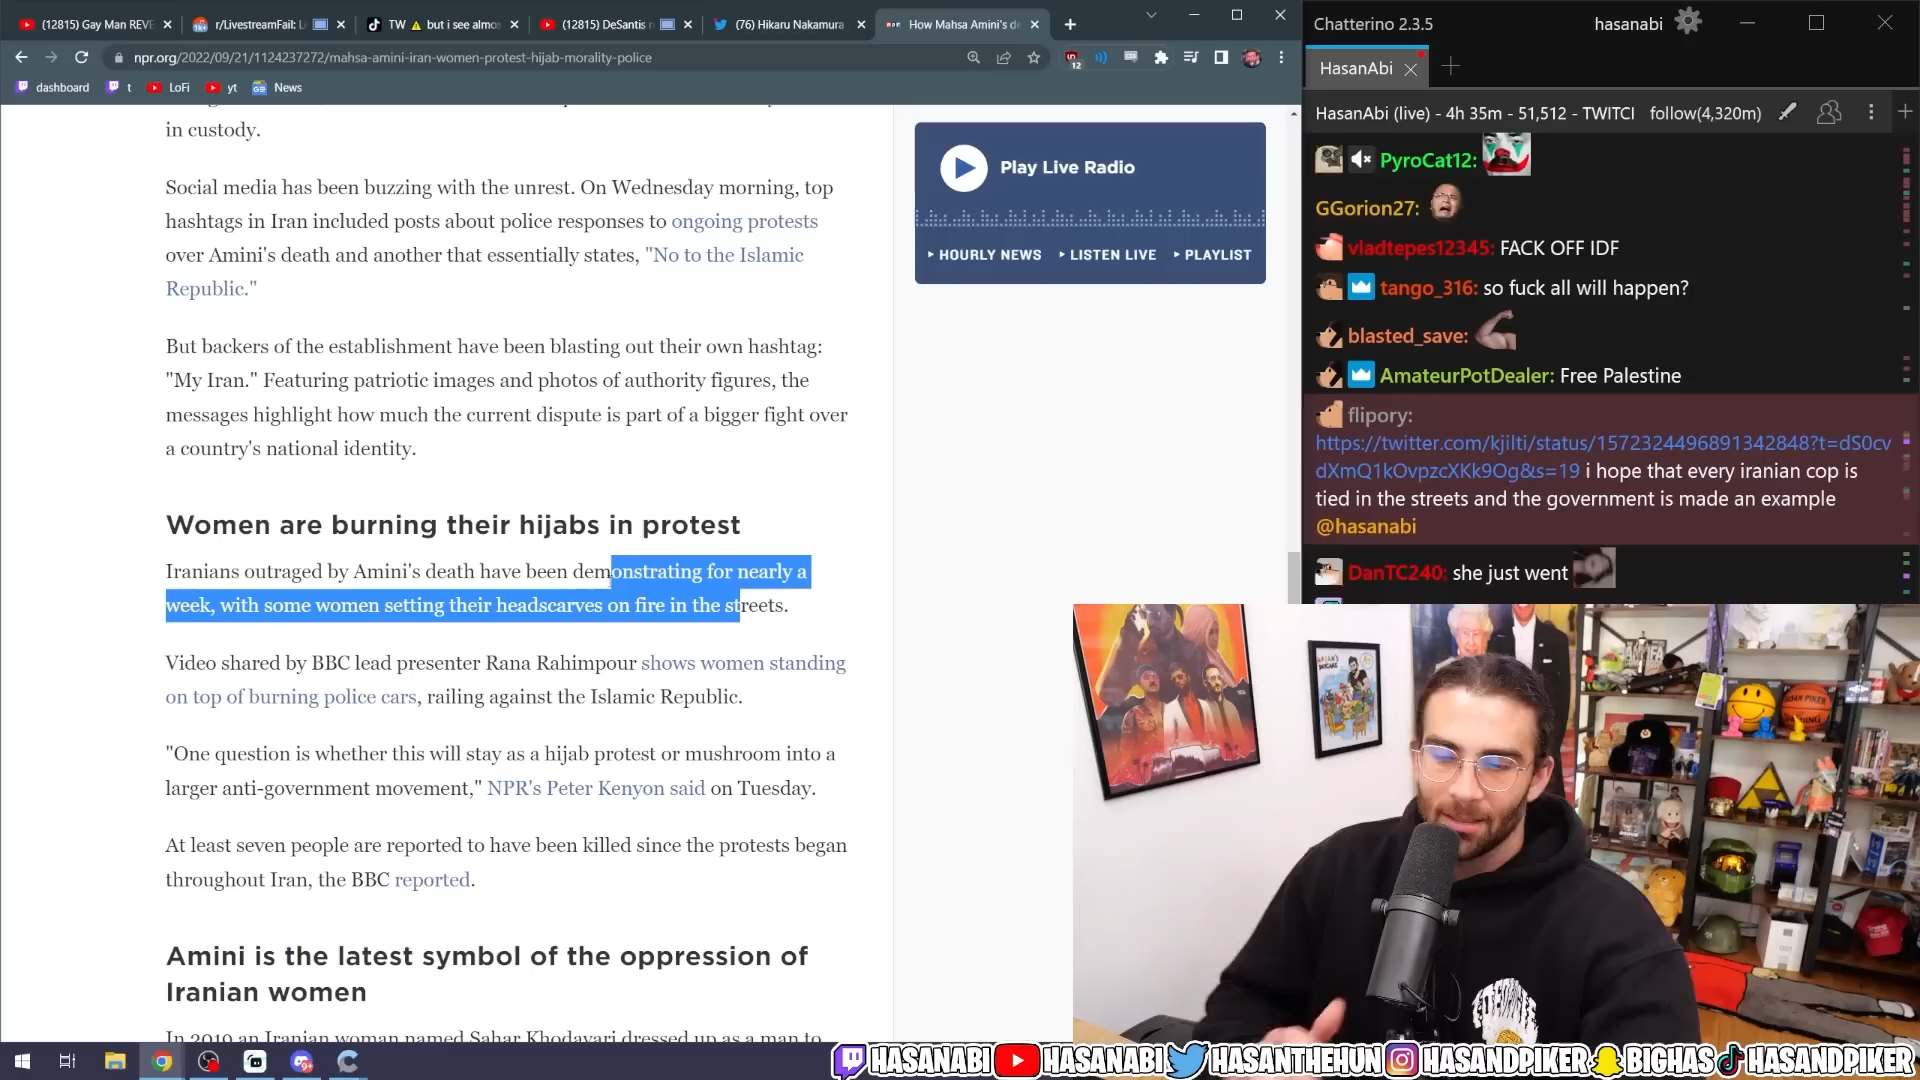 (12815) Gay Man REVE
r/LivestreamFail: L
TW ⚠ but i see almo
(12815) DeSantis r
(76) Hikaru Nakamura
How Mahsa Amini's d
npr.org/2022/09/21/1124237272/mahsa-amini-iran-women-protest-hijab-morality-police
12
dashboard
t
LoFi
yt
News
in custody.
Social media has been buzzing with the unrest. On Wednesday morning, top
hashtags in Iran included posts about police responses to ongoing protests
over Amini's death and another that essentially states, "No to the Islamic
Republic."
But backers of the establishment have been blasting out their own hashtag:
"My Iran." Featuring patriotic images and photos of authority figures, the
messages highlight how much the current dispute is part of a bigger fight over
a country's national identity.
Women are burning their hijabs in protest
Iranians outraged by Amini's death have been demonstrating for nearly a
week, with some women setting their headscarves on fire in the streets.
Video shared by BBC lead presenter Rana Rahimpour shows women standing
on top of burning police cars, railing against the Islamic Republic.
"One question is whether this will stay as a hijab protest or mushroom into a
larger anti-government movement," NPR's Peter Kenyon said on Tuesday.
At least seven people are reported to have been killed since the protests began
throughout Iran, the BBC reported.
Amini is the latest symbol of the oppression of
Iranian women
In 2019 an Iranian woman named Sahar Khodayari dressed up as a man to
Play Live Radio
HOURLY NEWS
LISTEN LIVE
PLAYLIST
Chatterino 2.3.5
hasanabi
HasanAbi
HasanAbi (live) - 4h 35m - 51,512 - TWITCI
follow(4,320m)
PyroCat12:
GGorion27:
vladtepes12345: FACK OFF IDF
tango_316: so fuck all will happen?
blasted_save:
AmateurPotDealer: Free Palestine
flipory:
https://twitter.com/kjilti/status/1572324496891342848?t=dS0cv
dXmQ1kOvpzcXKk9Og&s=19 i hope that every iranian cop is
tied in the streets and the government is made an example
@hasanabi
DanTC240: she just went
HASANABI
HASANABI
HASANTHEHUN
HASANDPIKER
BIGHAS
HASANDPIKER